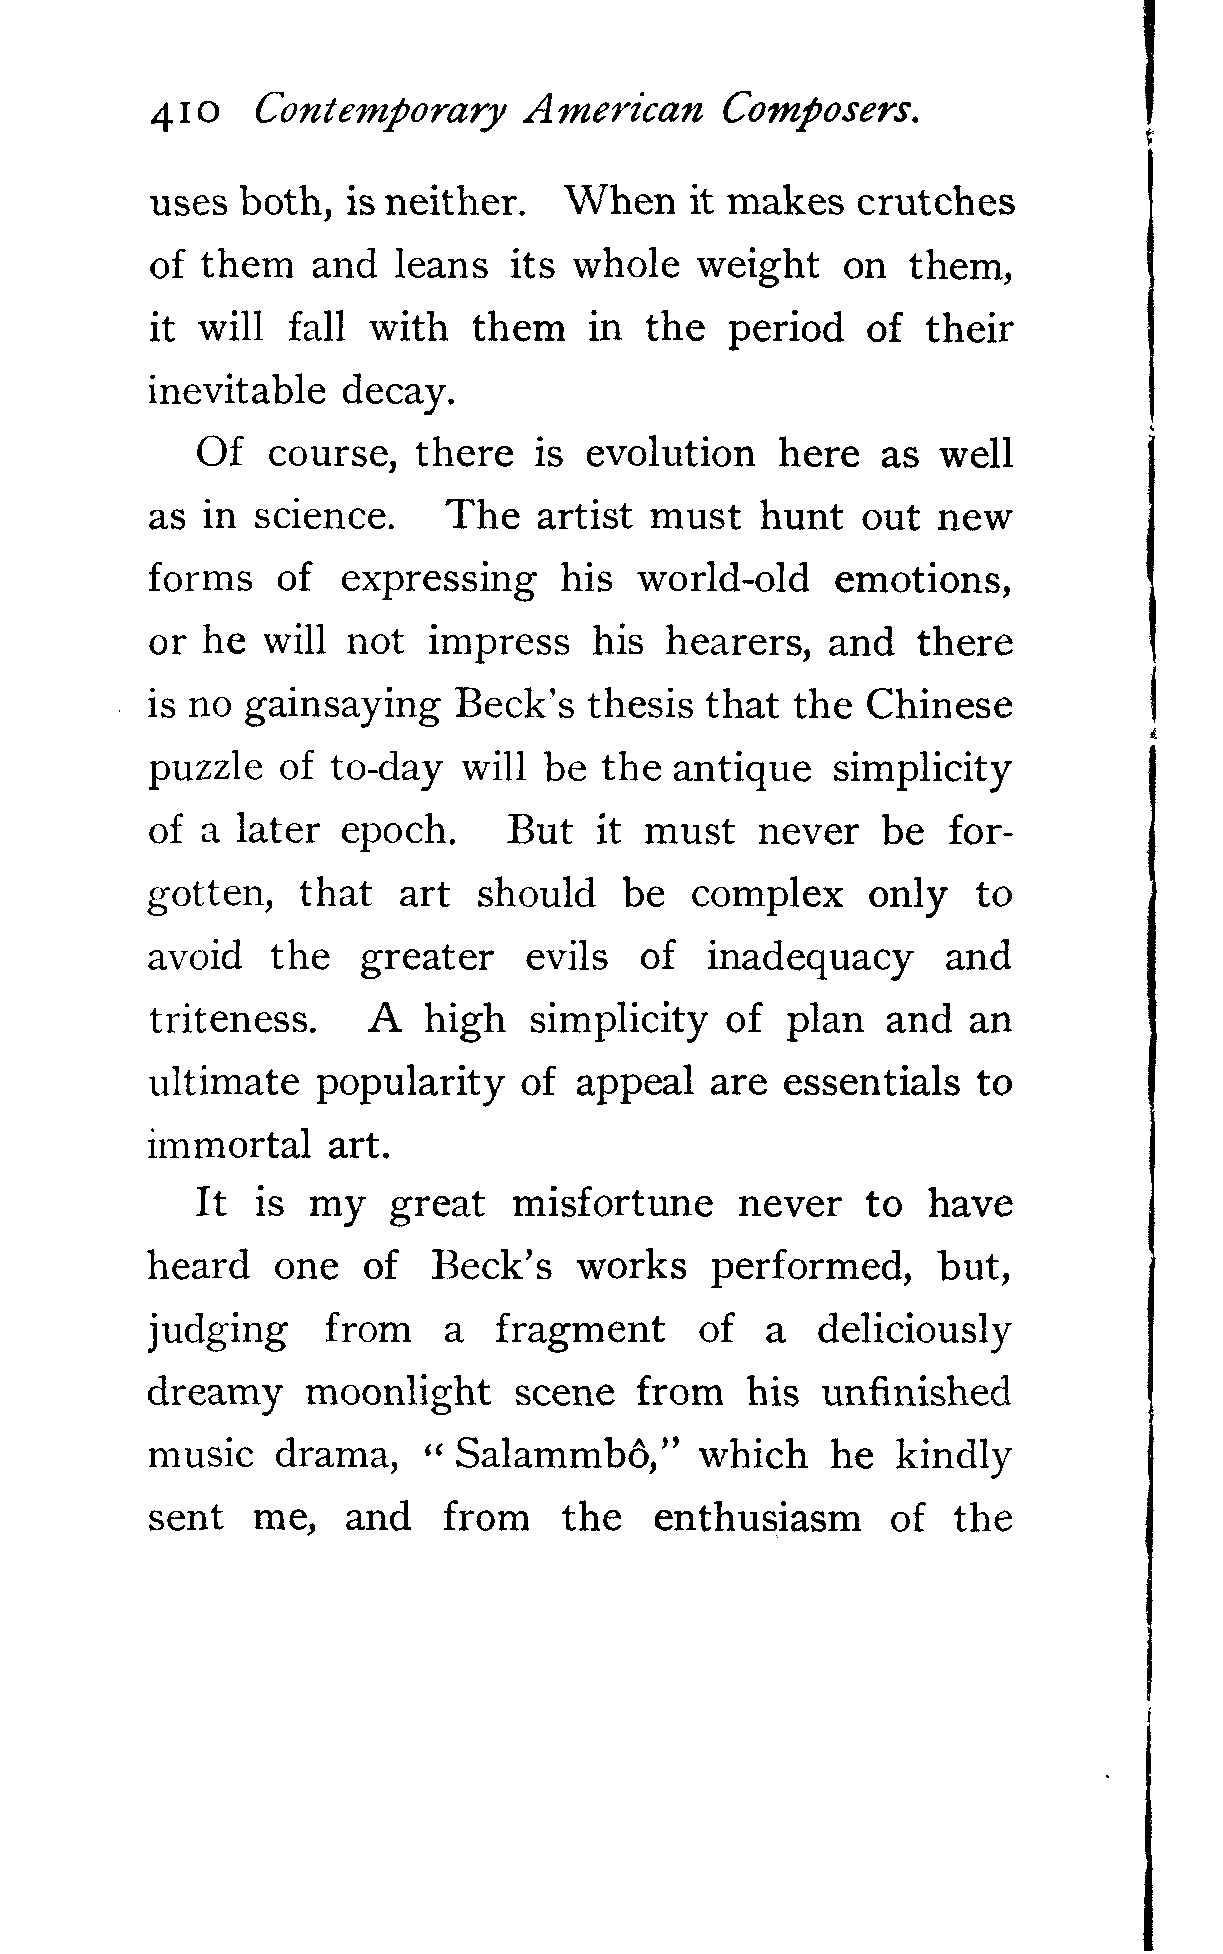 410 Contemporary American Composers.
uses both, is neither. When it makes crutches
of them and leans its whole weight on them,
it will fall with them in the period of their
inevitable decay.
Of course, there is evolution here as well
as in science. The artist must hunt out new
forms of expressing his world-old emotions,
or he will not impress his hearers, and there
is no gainsaying Beck's thesis that the Chinese
puzzle of to-day will be the antique simplicity
of a later epoch. But it must never be for-
gotten, that art should be complex only to
avoid the greater evils of inadequacy and
triteness. A high simplicity of plan and an
ultimate popularity of appeal are essentials to
immortal art.
It is my great misfortune never to have
heard one of Beck's works performed, but,
judging from a fragment of a deliciously
dreamy moonlight scene from his unfinished
music drama, “Salammbô,” which he kindly
sent me, and from the enthusiasm of the